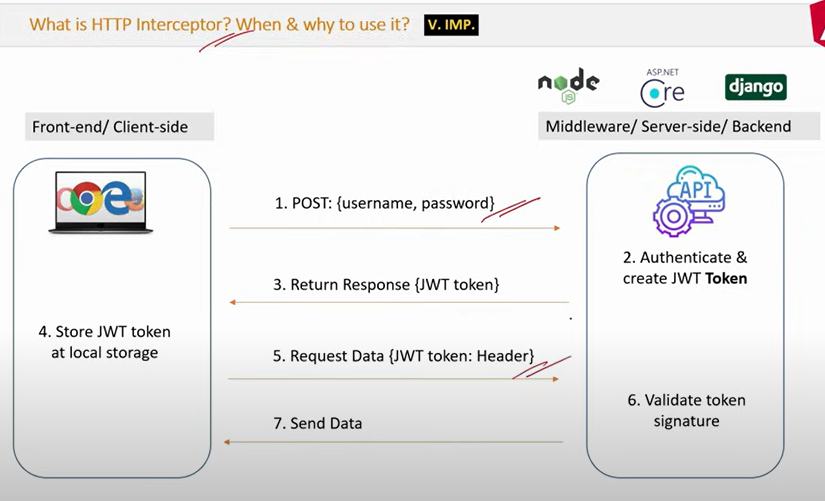 What is HTTP Interceptor? When & why to use it? V. IMP.
node
JS
ASP.NET
Core
django
Front-end/ Client-side
Middleware/ Server-side/ Backend
API
1. POST: {username, password}
2. Authenticate &
create JWT Token
3. Return Response {JWT token}
4. Store JWT token
at local storage
5. Request Data {JWT token: Header}
6. Validate token
signature
7. Send Data